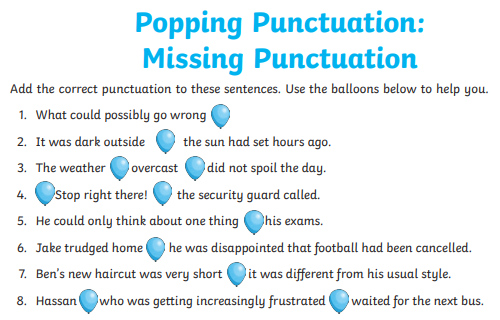 Popping Punctuation:
Missing Punctuation
Add the correct punctuation to these sentences. Use the balloons below to help you.
1. What could possibly go wrong
2. It was dark outside the sun had set hours ago.
3. The weather overcast did not spoil the day.
4. Stop right there! the security guard called.
5. He could only think about one thing his exams.
6. Jake trudged home he was disappointed that football had been cancelled.
7. Ben's new haircut was very short it was different from his usual style.
8. Hassan who was getting increasingly frustrated waited for the next bus.